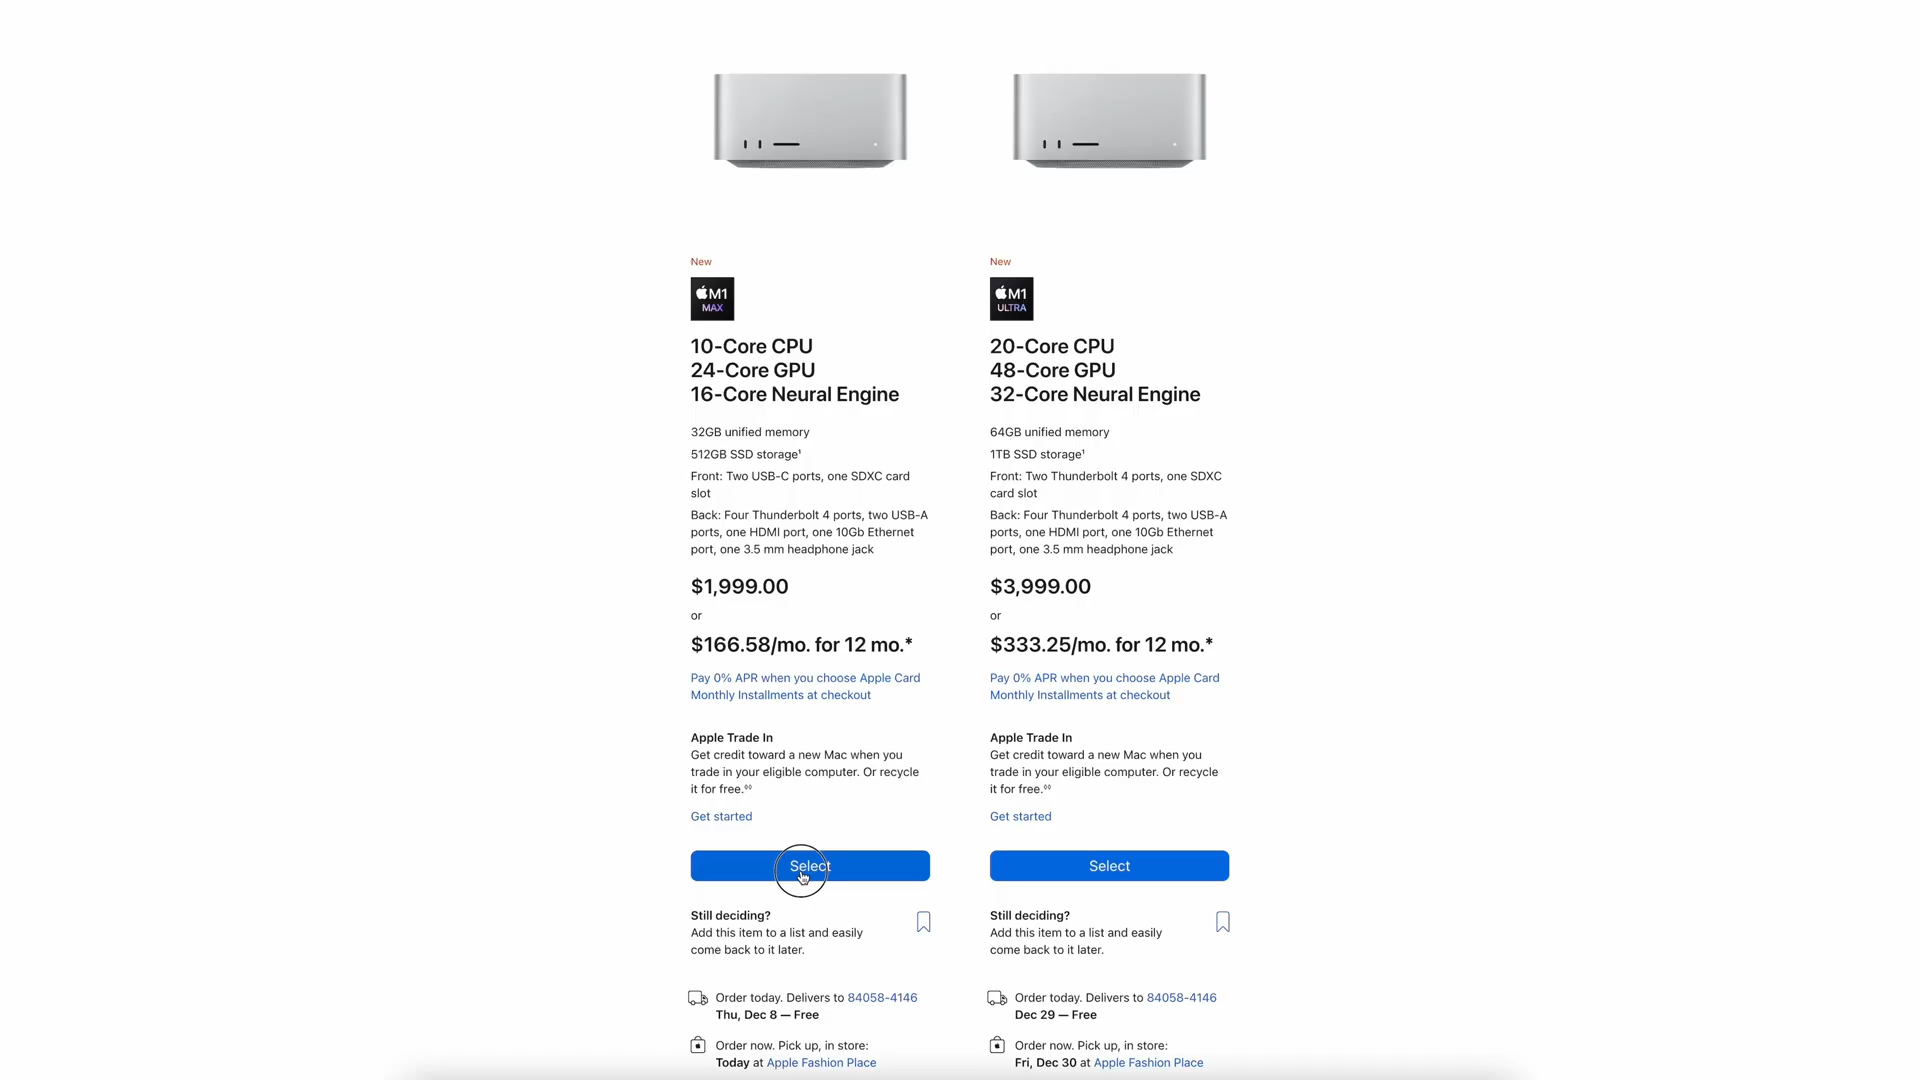 New
M1
MAX
10-Core CPU
24-Core GPU
16-Core Neural Engine
32GB unified memory
512GB SSD storage¹
Front: Two USB-C ports, one SDXC card
slot
Back: Four Thunderbolt 4 ports, two USB-A
ports, one HDMI port, one 10Gb Ethernet
port, one 3.5 mm headphone jack
$1,999.00
or
$166.58/mo. for 12 mo.*
Pay 0% APR when you choose Apple Card
Monthly Installments at checkout
Apple Trade In
Get credit toward a new Mac when you
trade in your eligible computer. Or recycle
it for free.◊◊
Get started
Select
Still deciding?
Add this item to a list and easily
come back to it later.
Order today. Delivers to 84058-4146
Thu, Dec 8 — Free
Order now. Pick up, in store:
Today at Apple Fashion Place
New
M1
ULTRA
20-Core CPU
48-Core GPU
32-Core Neural Engine
64GB unified memory
1TB SSD storage¹
Front: Two Thunderbolt 4 ports, one SDXC
card slot
Back: Four Thunderbolt 4 ports, two USB-A
ports, one HDMI port, one 10Gb Ethernet
port, one 3.5 mm headphone jack
$3,999.00
or
$333.25/mo. for 12 mo.*
Pay 0% APR when you choose Apple Card
Monthly Installments at checkout
Apple Trade In
Get credit toward a new Mac when you
trade in your eligible computer. Or recycle
it for free.◊◊
Get started
Select
Still deciding?
Add this item to a list and easily
come back to it later.
Order today. Delivers to 84058-4146
Dec 29 — Free
Order now. Pick up, in store:
Fri, Dec 30 at Apple Fashion Place